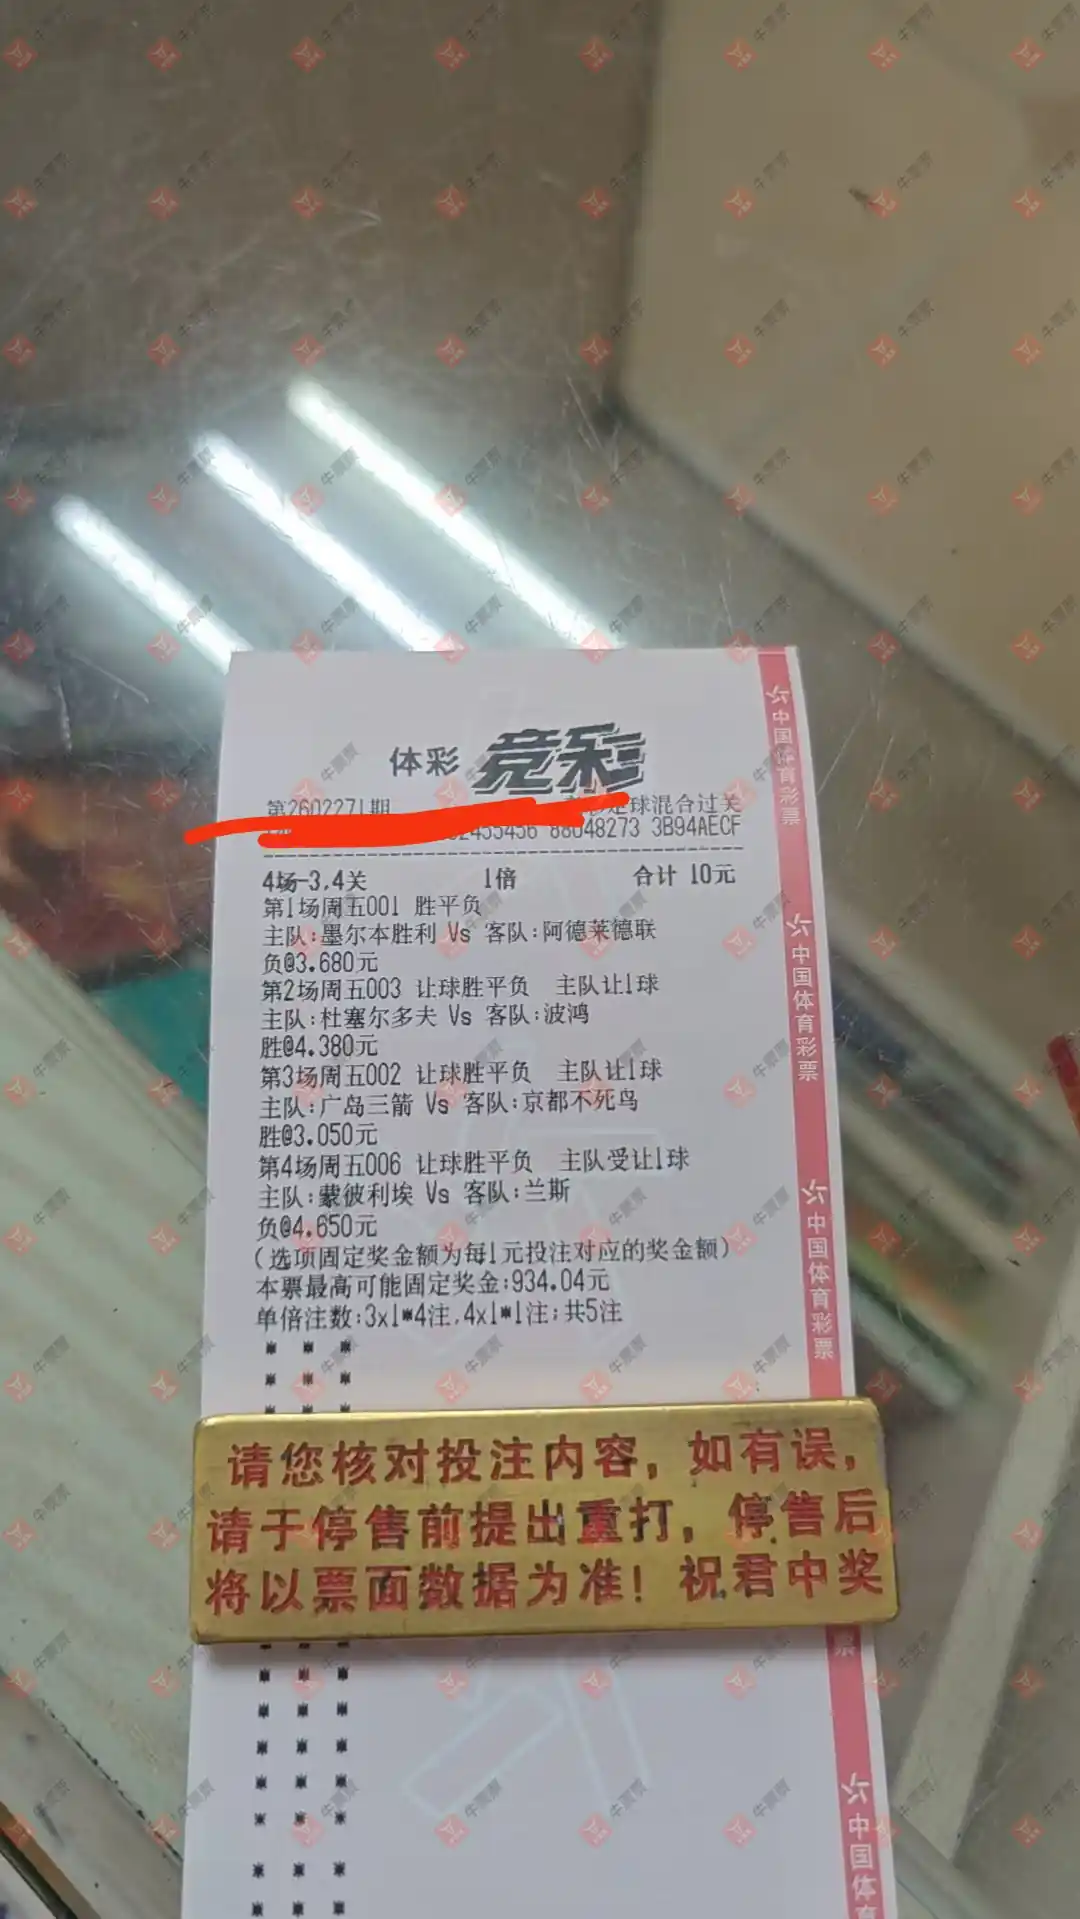 体彩 竞彩
第2602271期 足球混合过关
88048273 3B94AECF
4场-3,4关 1倍 合计 10元
第1场周五001 胜平负
主队:墨尔本胜利 Vs 客队:阿德莱德联
负@3.680元
第2场周五003 让球胜平负 主队让1球
主队:杜塞尔多夫 Vs 客队:波鸿
胜@4.380元
第3场周五002 让球胜平负 主队让1球
主队:广岛三箭 Vs 客队:京都不死鸟
胜@3.050元
第4场周五006 让球胜平负 主队受让1球
主队:蒙彼利埃 Vs 客队:兰斯
负@4.650元
(选项固定奖金额为每1元投注对应的奖金额)
本票最高可能固定奖金:934.04元
单倍注数:3x1*4注,4x1*1注;共5注
请您核对投注内容，如有误，
请于停售前提出重打，停售后
将以票面数据为准！祝君中奖
中国体育彩票
中国体育彩票
中国体育彩票
票
中国体育
牛票票